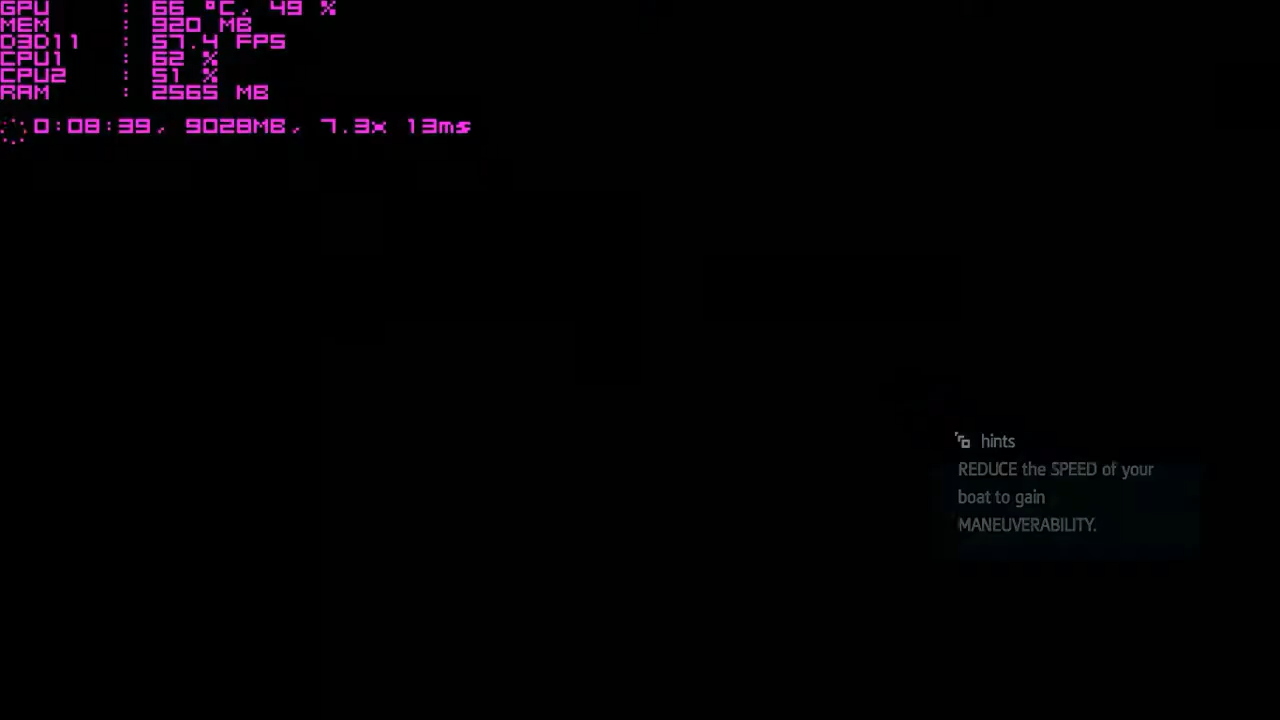 GPU : 66 °C, 49 %
MEM : 920 MB
D3D11 : 57.4 FPS
CPU1 : 62 %
CPU2 : 51 %
RAM : 2565 MB
0:08:39, 9028MB, 7.3x 13ms
hints
REDUCE the SPEED of your
boat to gain
MANEUVERABILITY.